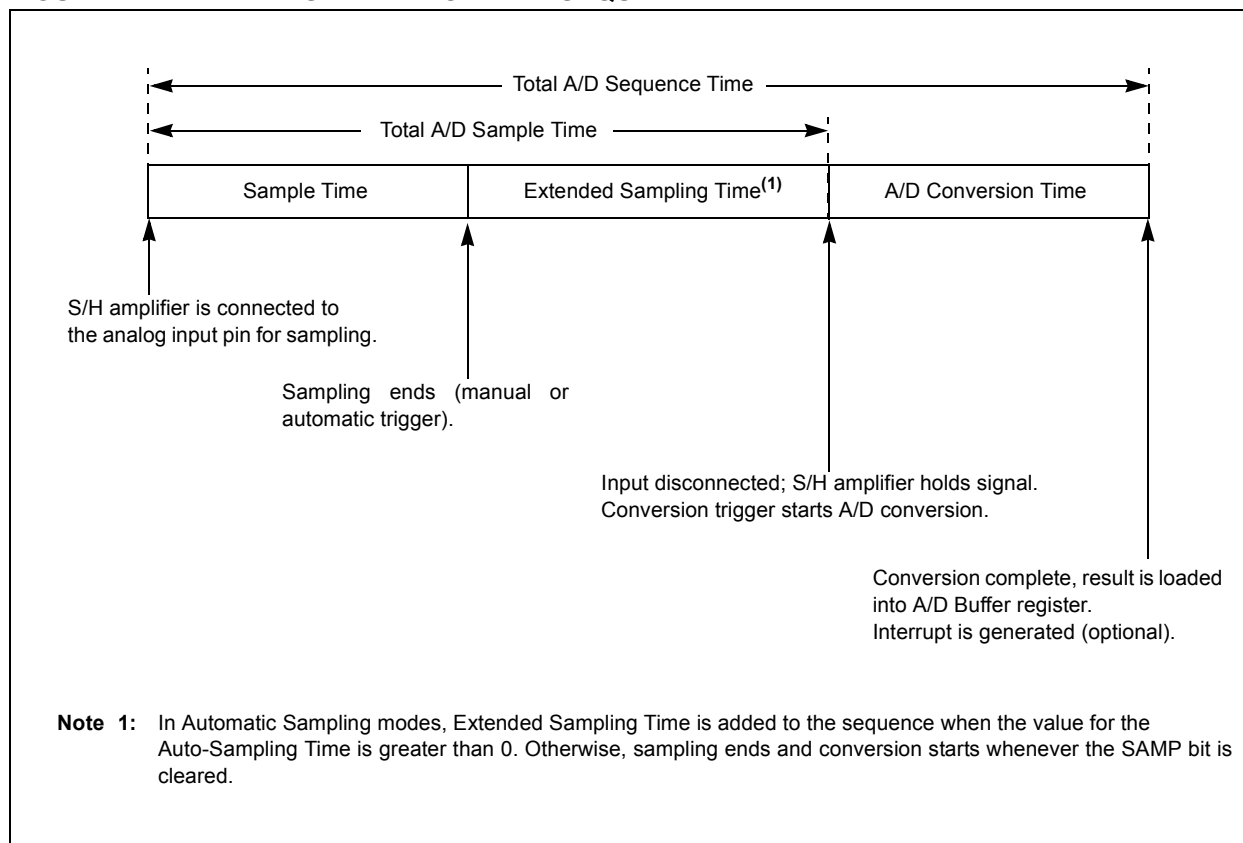 Total A/D Sequence Time
Total A/D Sample Time
Sample Time
Extended Sampling Time(1)
A/D Conversion Time
S/H amplifier is connected to
the analog input pin for sampling.
Sampling ends (manual or
automatic trigger).
Input disconnected; S/H amplifier holds signal.
Conversion trigger starts A/D conversion.
Conversion complete, result is loaded
into A/D Buffer register.
Interrupt is generated (optional).
Note 1: In Automatic Sampling modes, Extended Sampling Time is added to the sequence when the value for the
Auto-Sampling Time is greater than 0. Otherwise, sampling ends and conversion starts whenever the SAMP bit is
cleared.